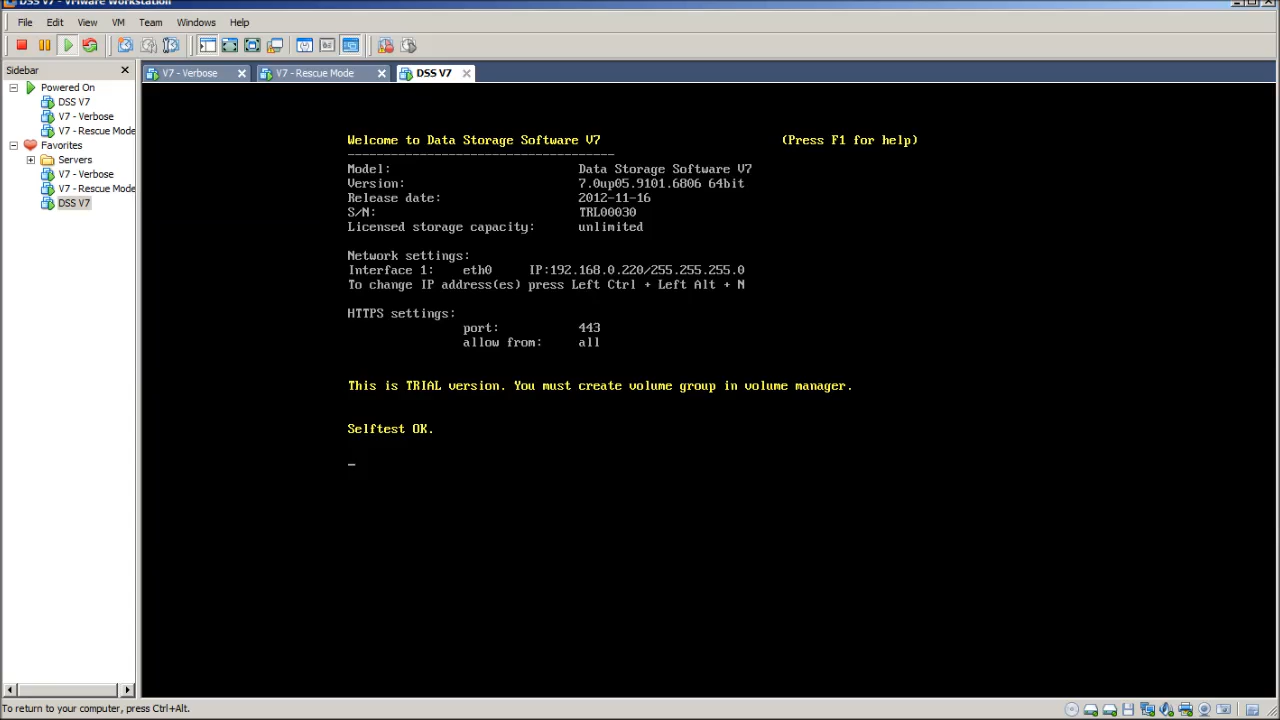 DSS V7 - VMware Workstation
File Edit View VM Team Windows Help
Sidebar
Powered On
DSS V7
V7 - Verbose
V7 - Rescue Mode
Favorites
Servers
V7 - Verbose
V7 - Rescue Mode
DSS V7
V7 - Verbose V7 - Rescue Mode DSS V7
Welcome to Data Storage Software V7 (Press F1 for help)
-------------------------------------
Model: Data Storage Software V7
Version: 7.0up05.9101.6806 64bit
Release date: 2012-11-16
S/N: TRL00030
Licensed storage capacity: unlimited
Network settings:
Interface 1: eth0 IP:192.168.0.220/255.255.255.0
To change IP address(es) press Left Ctrl + Left Alt + N
HTTPS settings:
port: 443
allow from: all
This is TRIAL version. You must create volume group in volume manager.
Selftest OK.
To return to your computer, press Ctrl+Alt.